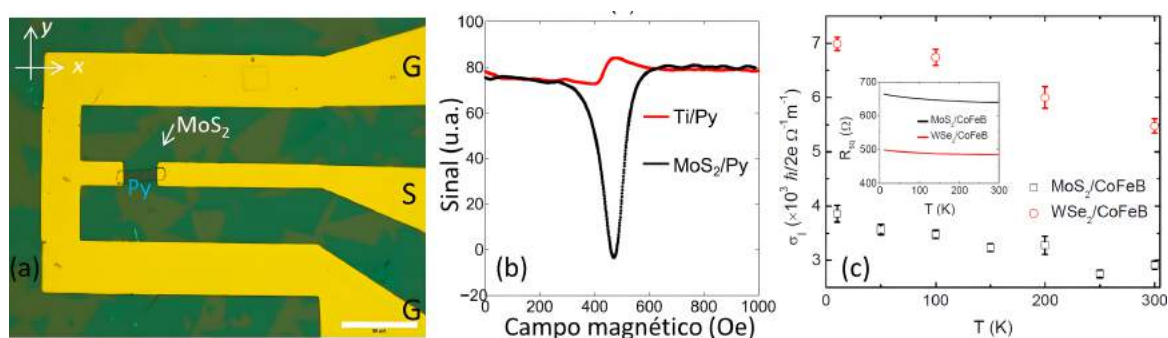 y
x
G
MoS₂
Py
S
G
(a)
Sinal (u.a.)
100
80
60
40
20
0
−20
Ti/Py
MoS₂/Py
(b)
0 200 400 600 800 1000
Campo magnético (Oe)
σ∥ (×10³ ℏ/2e Ω⁻¹m⁻¹)
7
6
5
4
3
R_sq (Ω)
700
600
500
400
MoS₂/CoFeB
WSe₂/CoFeB
0 100 200 300
T (K)
MoS₂/CoFeB
WSe₂/CoFeB
(c)
0 100 200 300
T (K)